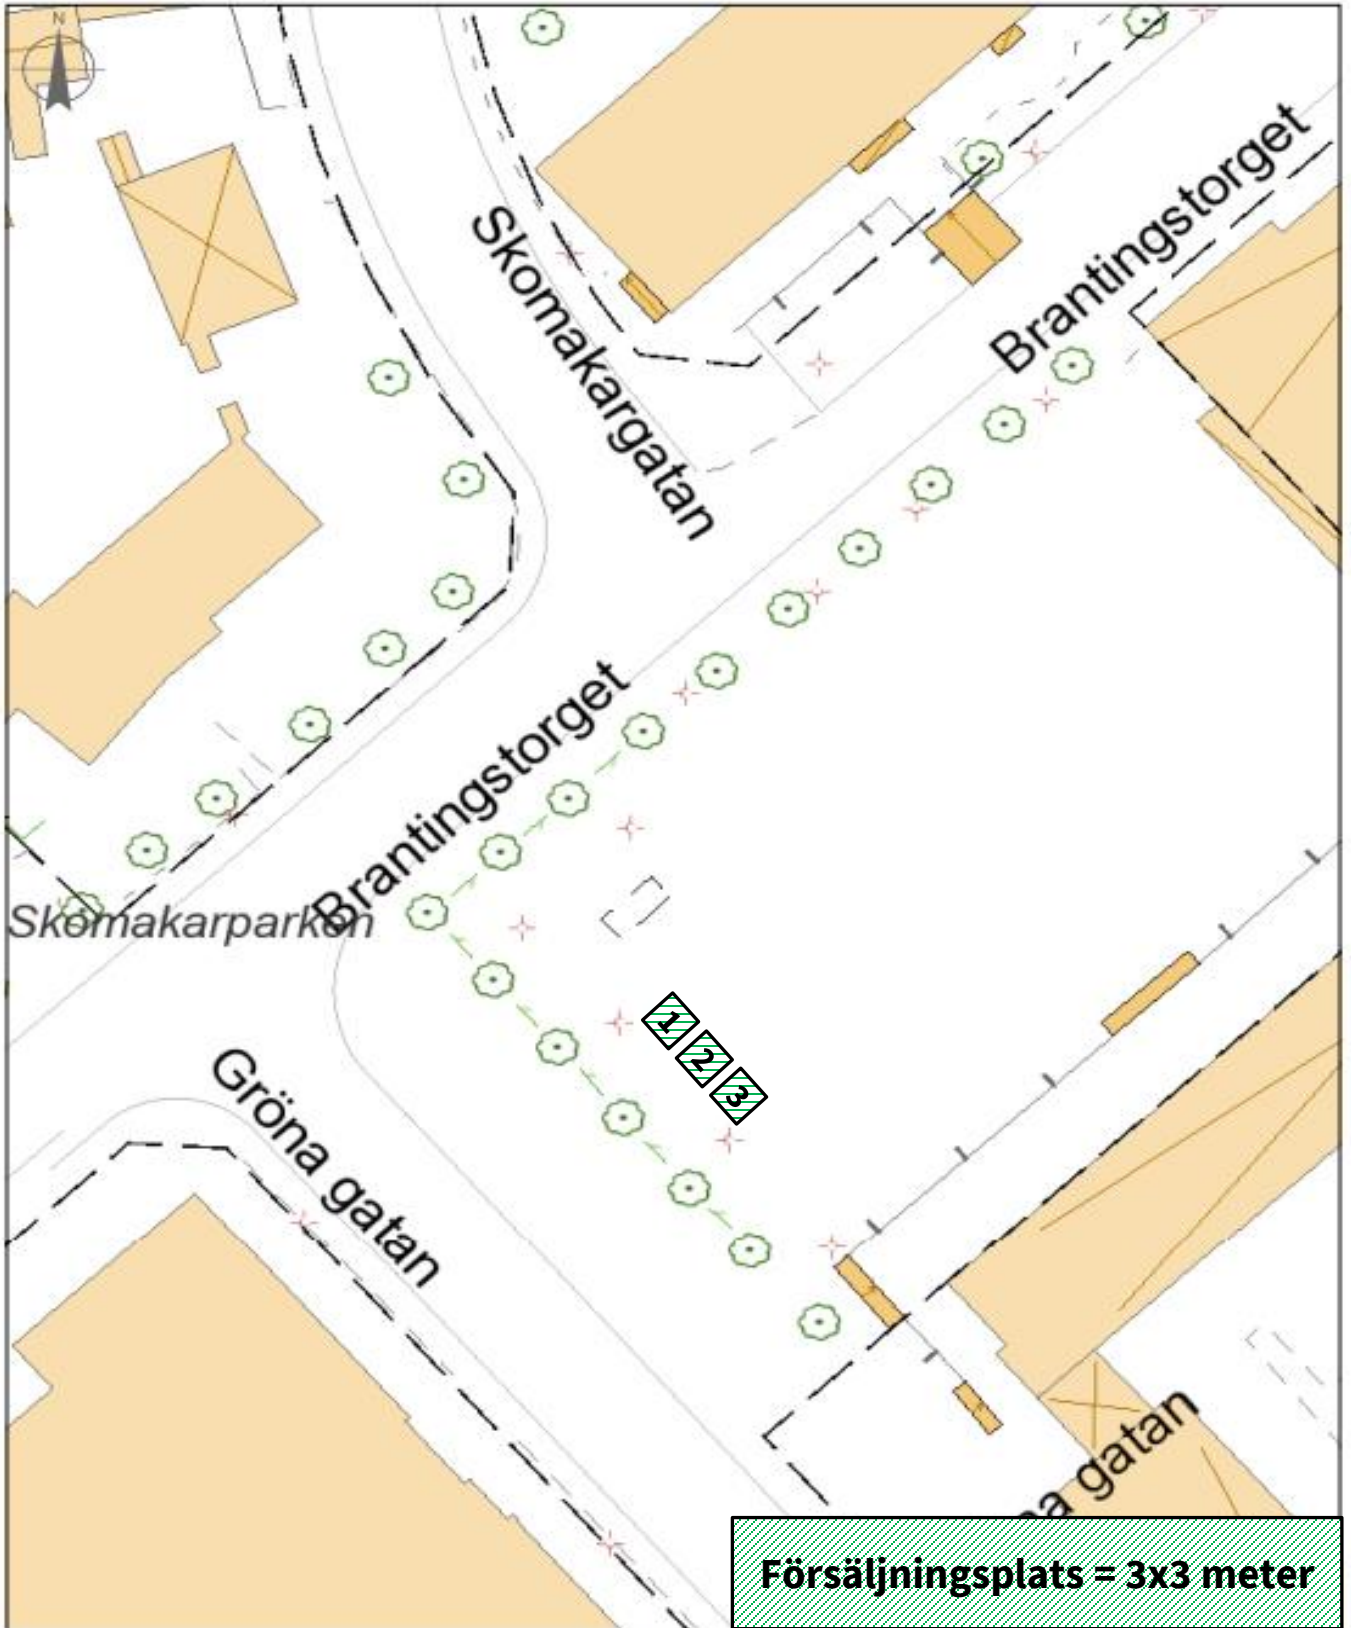 N
Skomakargatan
Brantingstorget
Brantingstorget
Skomakarparken
1
2
3
Gröna gatan
na gatan
Försäljningsplats = 3x3 meter